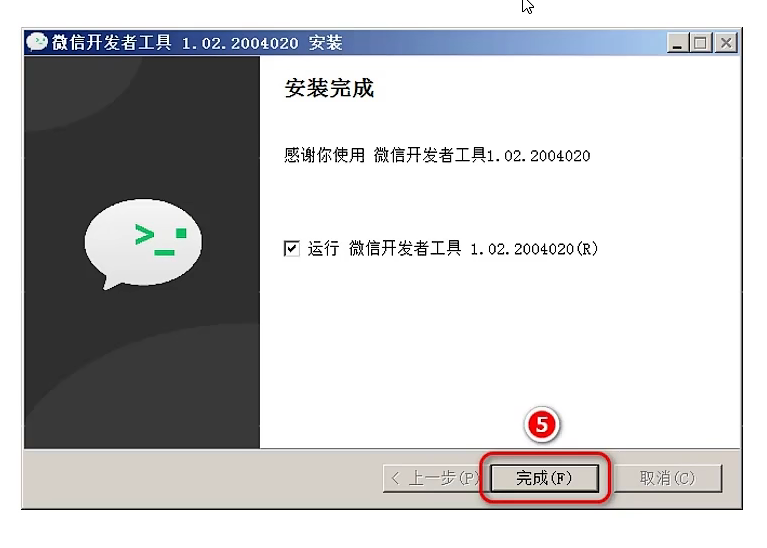 微信开发者工具 1.02.2004020 安装
安装完成
感谢你使用 微信开发者工具1.02.2004020
运行 微信开发者工具 1.02.2004020(R)
5
< 上一步(P) 完成(F) 取消(C)